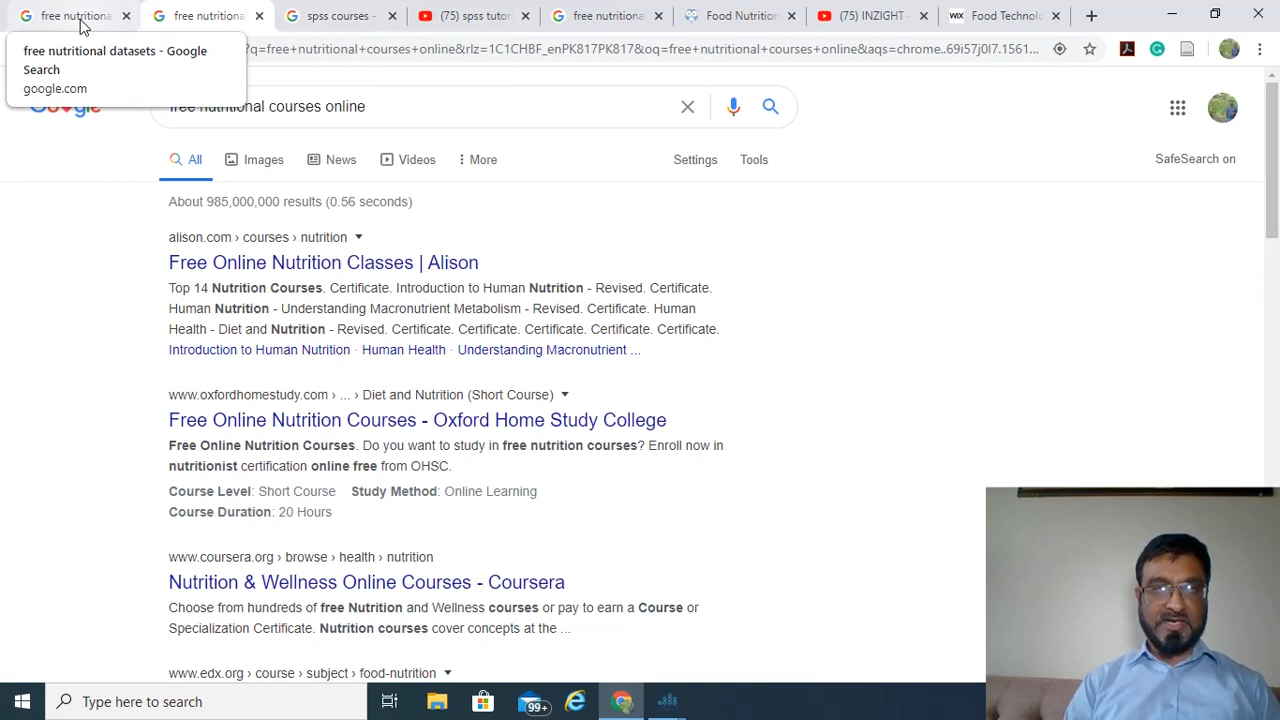 free nutritiona
free nutritiona
spss courses -
(75) spss tutori
free nutritiona
Food Nutrition
(75) INZIGHT -
WIX
Food Technolo
free nutritional datasets - Google
Search
google.com
?q=free+nutritional+courses+online&rlz=1C1CHBF_enPK817PK817&oq=free+nutritional+courses+online&aqs=chrome..69i57j0l7.1561...
free nutritional courses online
All
Images
News
Videos
More
Settings
Tools
SafeSearch on
About 985,000,000 results (0.56 seconds)
alison.com › courses › nutrition
Free Online Nutrition Classes | Alison
Top 14 Nutrition Courses. Certificate. Introduction to Human Nutrition - Revised. Certificate.
Human Nutrition - Understanding Macronutrient Metabolism - Revised. Certificate. Human
Health - Diet and Nutrition - Revised. Certificate. Certificate. Certificate. Certificate. Certificate.
Introduction to Human Nutrition · Human Health · Understanding Macronutrient ...
www.oxfordhomestudy.com › ... › Diet and Nutrition (Short Course)
Free Online Nutrition Courses - Oxford Home Study College
Free Online Nutrition Courses. Do you want to study in free nutrition courses? Enroll now in
nutritionist certification online free from OHSC.
Course Level: Short Course Study Method: Online Learning
Course Duration: 20 Hours
www.coursera.org › browse › health › nutrition
Nutrition & Wellness Online Courses - Coursera
Choose from hundreds of free Nutrition and Wellness courses or pay to earn a Course or
Specialization Certificate. Nutrition courses cover concepts at the ...
www.edx.org › course › subject › food-nutrition
Type here to search
99+